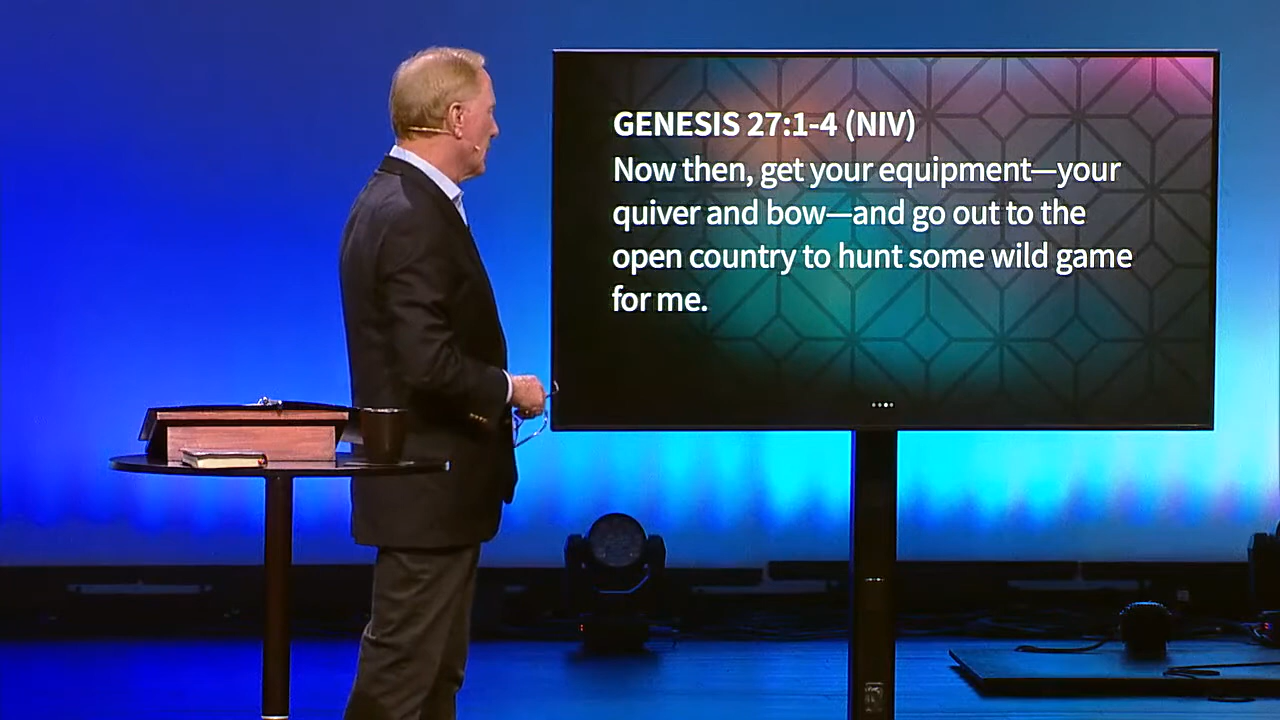 GENESIS 27:1-4 (NIV)
Now then, get your equipment—your
quiver and bow—and go out to the
open country to hunt some wild game
for me.